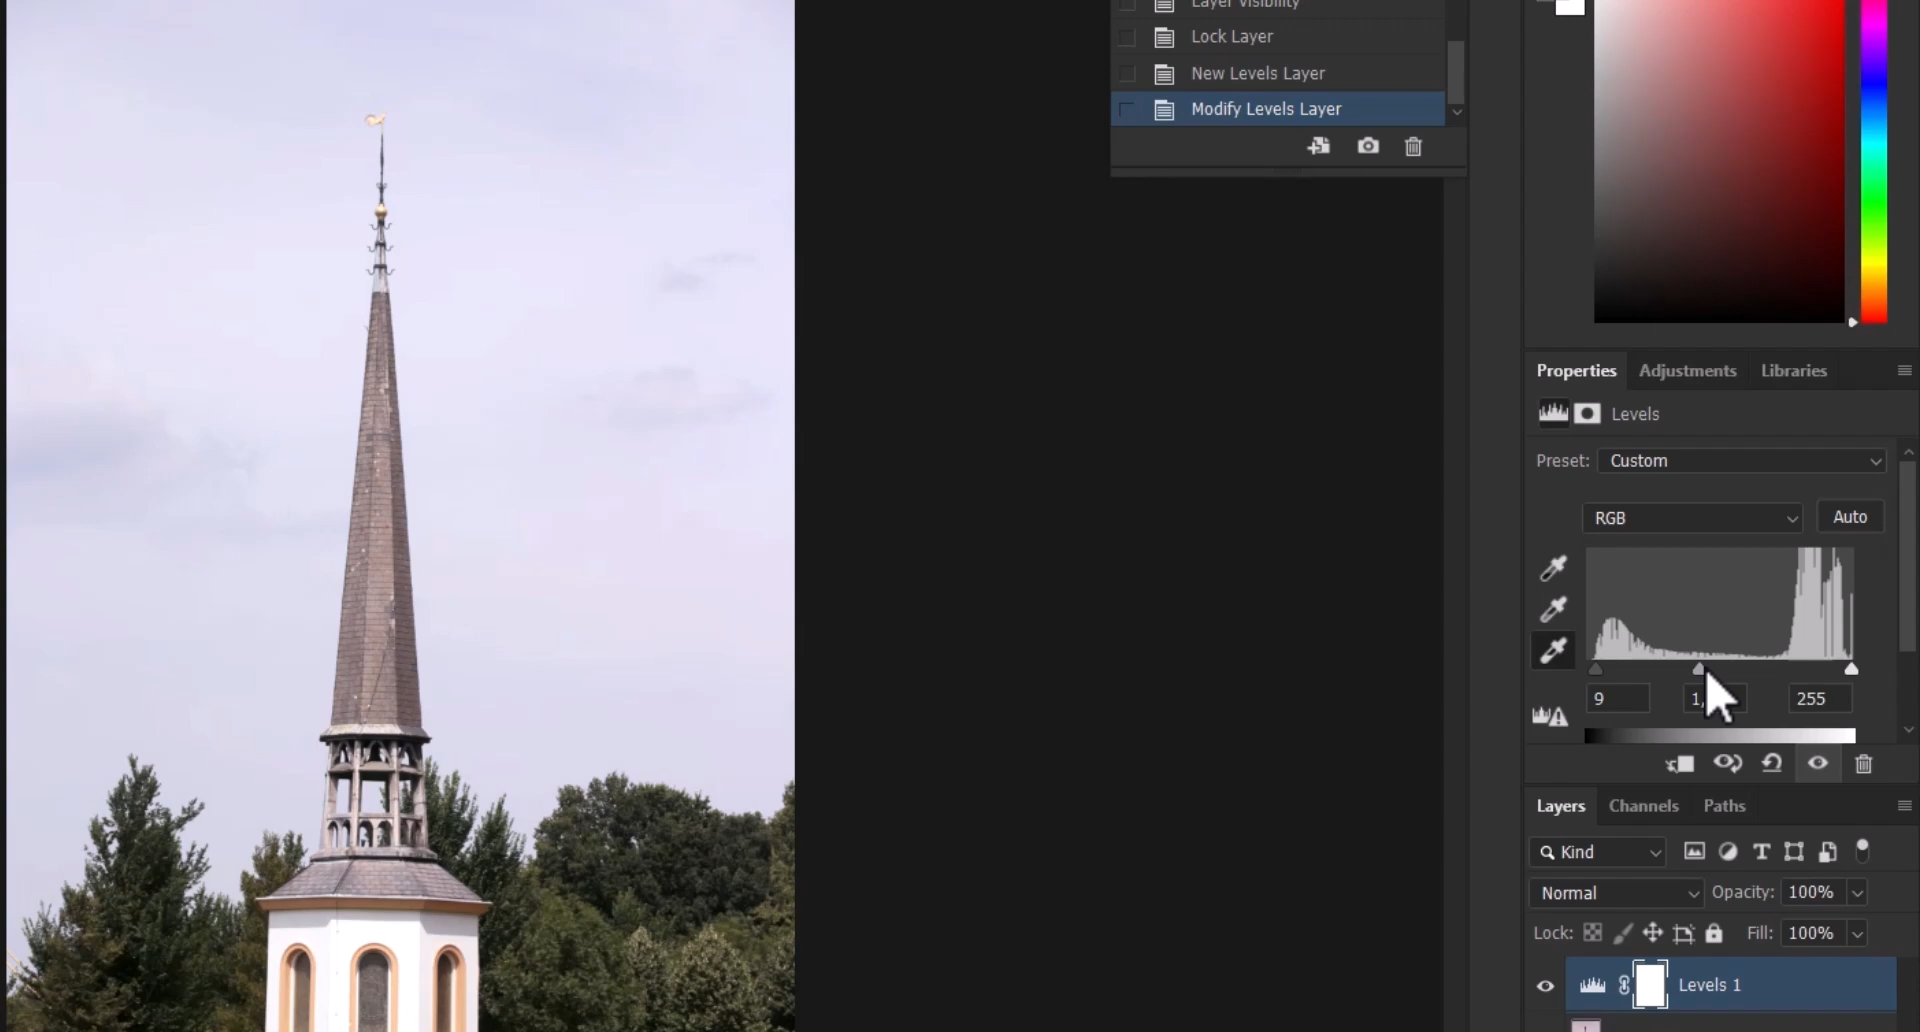 Layer Visibility
Lock Layer
New Levels Layer
Modify Levels Layer
Properties Adjustments Libraries
Levels
Preset: Custom
RGB Auto
9 1, 255
Layers Channels Paths
Kind
Normal Opacity: 100%
Lock: Fill: 100%
Levels 1